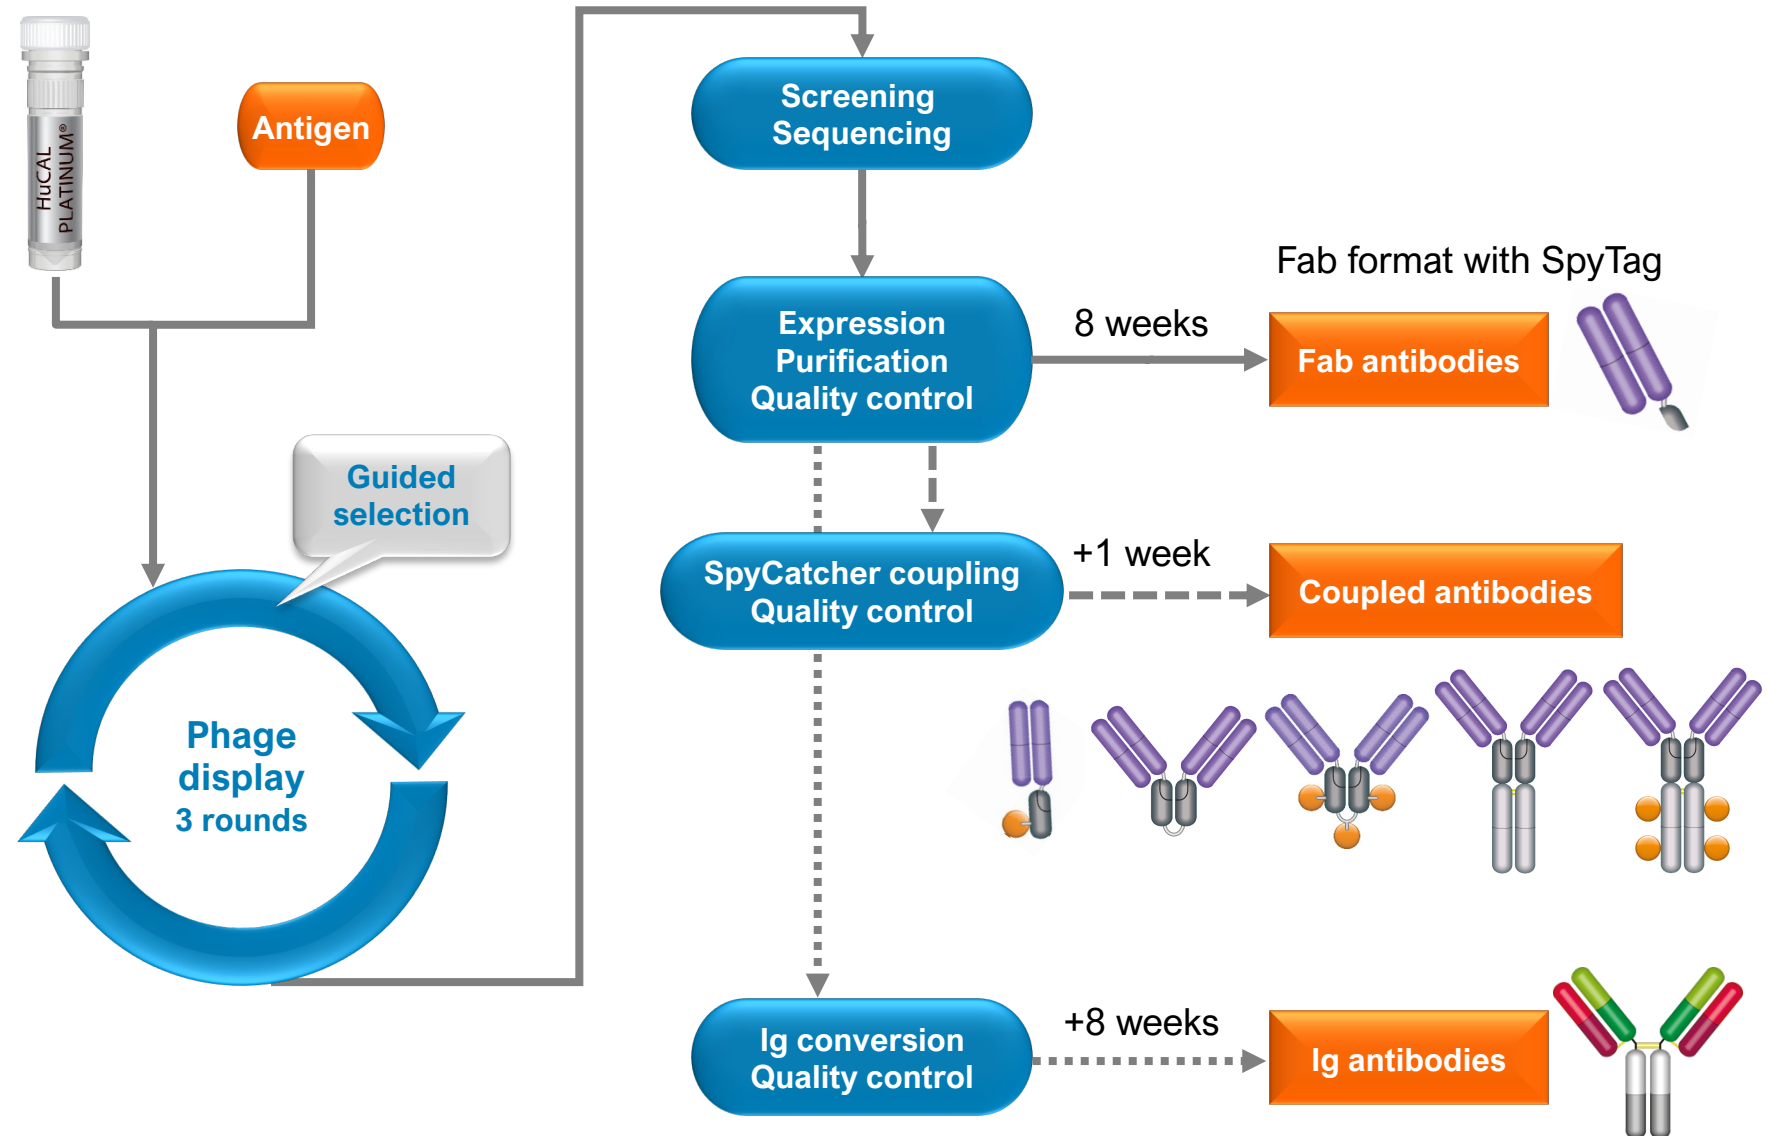 HuCAL
PLATINUM®
Antigen
Guided
selection
Phage
display
3 rounds
Screening
Sequencing
Expression
Purification
Quality control
8 weeks
Fab format with SpyTag
Fab antibodies
SpyCatcher coupling
Quality control
+1 week
Coupled antibodies
Ig conversion
Quality control
+8 weeks
Ig antibodies